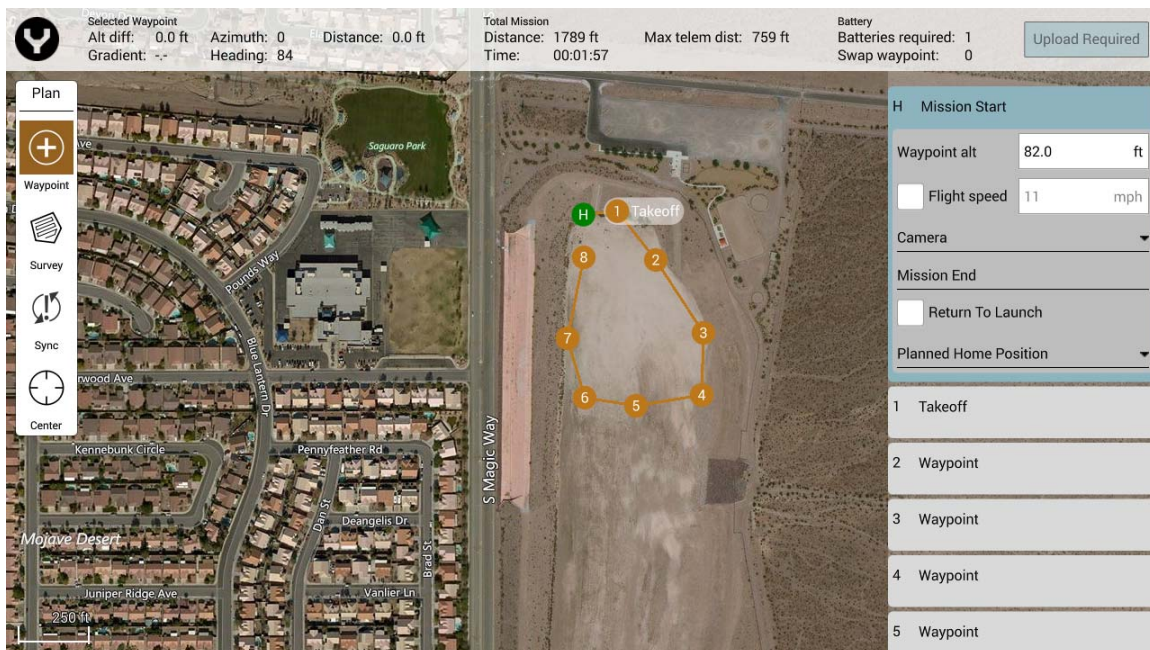 Selected Waypoint
Alt diff: 0.0 ft Azimuth: 0 Distance: 0.0 ft
Gradient: -.- Heading: 84
Total Mission
Distance: 1789 ft Max telem dist: 759 ft
Time: 00:01:57
Battery
Batteries required: 1
Swap waypoint: 0
Upload Required
Plan
Waypoint
Survey
Sync
Center
Saguaro Park
Pounds Way
Blue Lantern Dr
rwood Ave
Kennebunk Circle
Pennyfeather Rd
Dan St
Deangelis Dr
Brad St
Mojave Desert
Juniper Ridge Ave
Vanlier Ln
S Magic Way
250 ft
H
1 Takeoff
2
3
4
5
6
7
8
H Mission Start
Waypoint alt 82.0 ft
Flight speed 11 mph
Camera
Mission End
Return To Launch
Planned Home Position
1 Takeoff
2 Waypoint
3 Waypoint
4 Waypoint
5 Waypoint